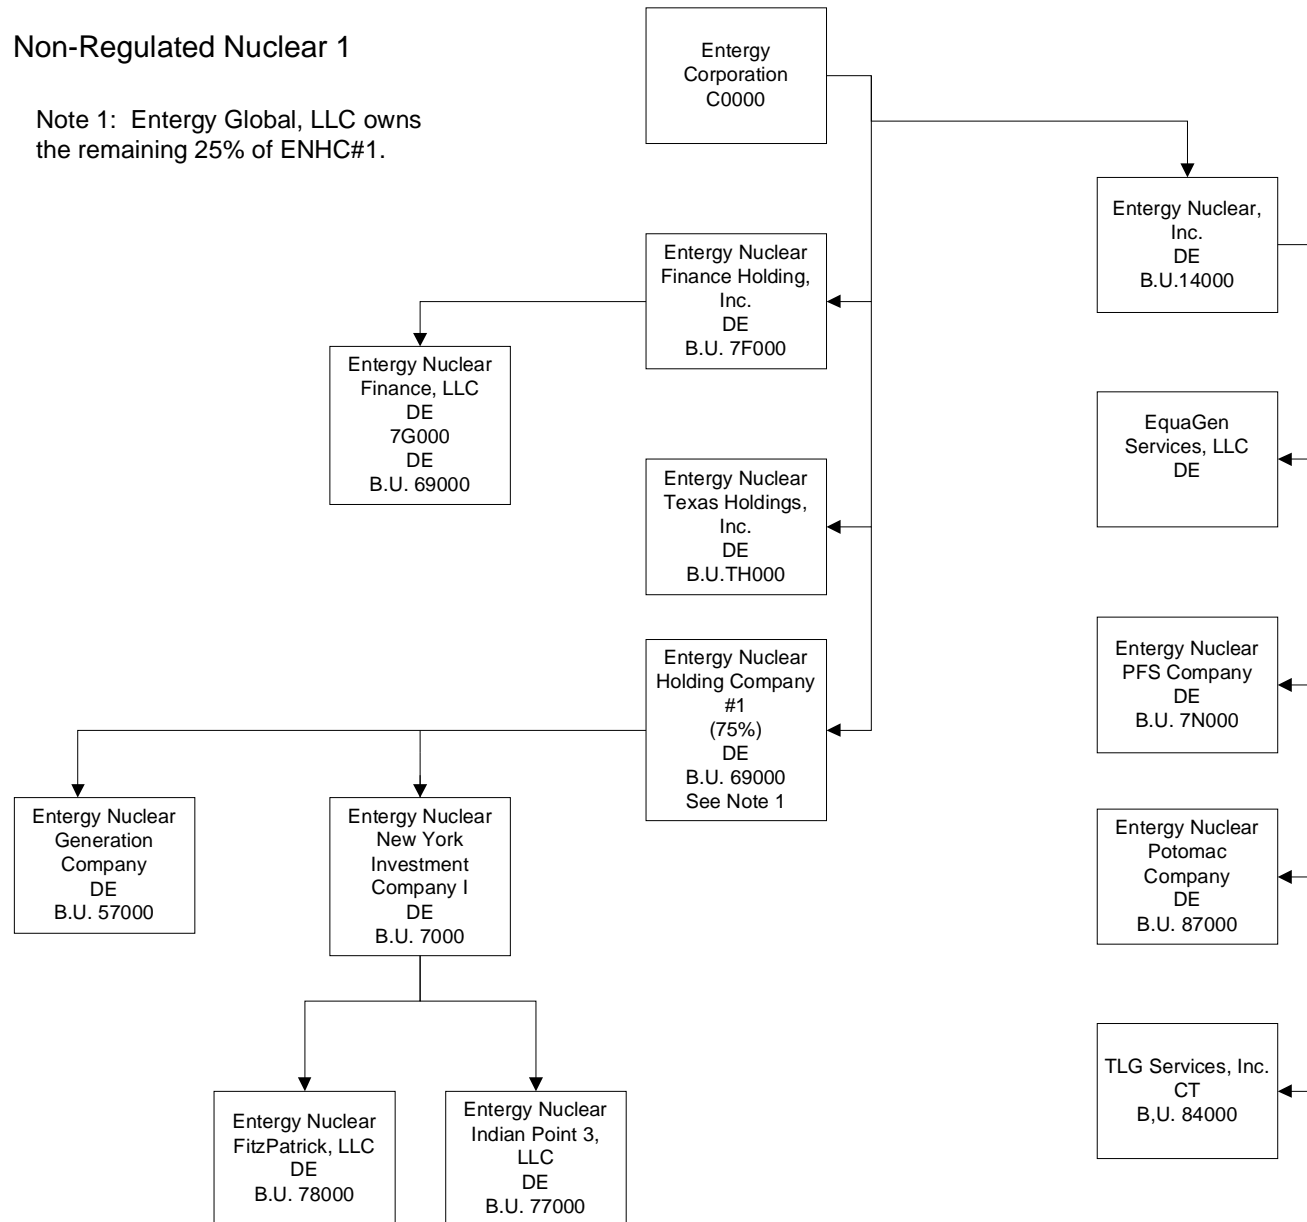 Non-Regulated Nuclear 1
Note 1: Entergy Global, LLC owns
the remaining 25% of ENHC#1.
Entergy
Corporation
C0000
Entergy Nuclear,
Inc.
DE
B.U.14000
Entergy Nuclear
Finance Holding,
Inc.
DE
B.U. 7F000
Entergy Nuclear
Finance, LLC
DE
7G000
DE
B.U. 69000
EquaGen
Services, LLC
DE
Entergy Nuclear
Texas Holdings,
Inc.
DE
B.U.TH000
Entergy Nuclear
PFS Company
DE
B.U. 7N000
Entergy Nuclear
Holding Company
#1
(75%)
DE
B.U. 69000
See Note 1
Entergy Nuclear
Generation
Company
DE
B.U. 57000
Entergy Nuclear
New York
Investment
Company I
DE
B.U. 7000
Entergy Nuclear
Potomac
Company
DE
B.U. 87000
TLG Services, Inc.
CT
B,U. 84000
Entergy Nuclear
FitzPatrick, LLC
DE
B.U. 78000
Entergy Nuclear
Indian Point 3,
LLC
DE
B.U. 77000